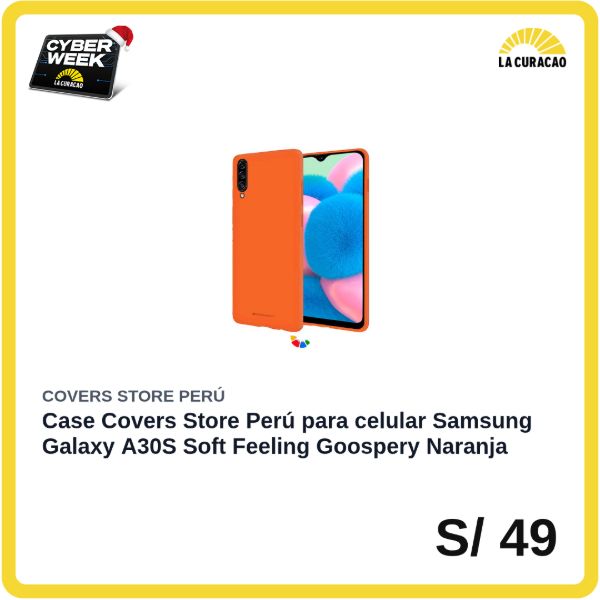 CYBER
WEEK
LA CURACAO
LA CURACAO
COVERS STORE PERÚ
Case Covers Store Perú para celular Samsung
Galaxy A30S Soft Feeling Goospery Naranja
S/ 49